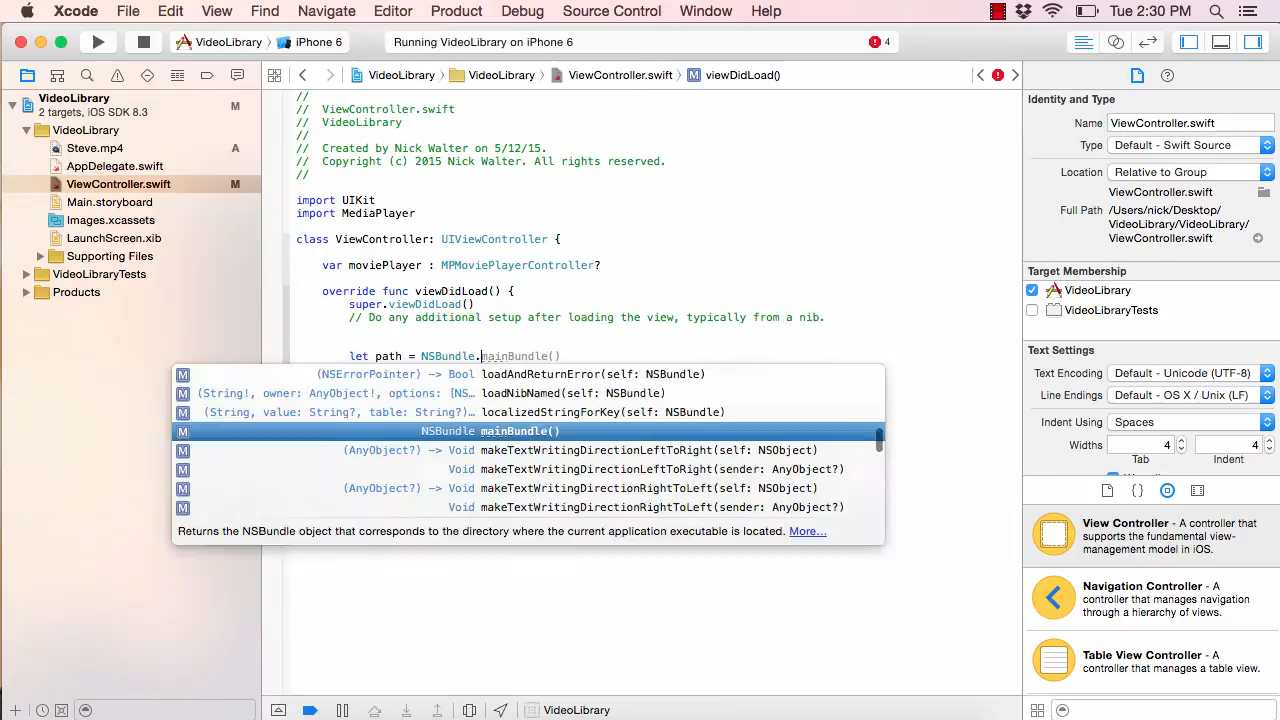 Xcode File Edit View Find Navigate Editor Product Debug Source Control Window Help Tue 2:30 PM
VideoLibrary iPhone 6 Running VideoLibrary on iPhone 6 4
VideoLibrary VideoLibrary ViewController.swift M viewDidLoad()
VideoLibrary M
2 targets, iOS SDK 8.3
VideoLibrary
Steve.mp4 A
AppDelegate.swift
ViewController.swift M
Main.storyboard
Images.xcassets
LaunchScreen.xib
Supporting Files
VideoLibraryTests
Products
//
// ViewController.swift
// VideoLibrary
//
// Created by Nick Walter on 5/12/15.
// Copyright (c) 2015 Nick Walter. All rights reserved.
//
import UIKit
import MediaPlayer
class ViewController: UIViewController {
var moviePlayer : MPMoviePlayerController?
override func viewDidLoad() {
super.viewDidLoad()
// Do any additional setup after loading the view, typically from a nib.
let path = NSBundle.mainBundle()
M (NSErrorPointer) -> Bool loadAndReturnError(self: NSBundle)
M (String!, owner: AnyObject!, options: [NS... loadNibNamed(self: NSBundle)
M (String, value: String?, table: String?)... localizedStringForKey(self: NSBundle)
M NSBundle mainBundle()
M (AnyObject?) -> Void makeTextWritingDirectionLeftToRight(self: NSObject)
M Void makeTextWritingDirectionLeftToRight(sender: AnyObject?)
M (AnyObject?) -> Void makeTextWritingDirectionRightToLeft(self: NSObject)
M Void makeTextWritingDirectionRightToLeft(sender: AnyObject?)
Returns the NSBundle object that corresponds to the directory where the current application executable is located. More...
Identity and Type
Name ViewController.swift
Type Default - Swift Source
Location Relative to Group
ViewController.swift
Full Path /Users/nick/Desktop/
VideoLibrary/VideoLibrary/
ViewController.swift
Target Membership
VideoLibrary
VideoLibraryTests
Text Settings
Text Encoding Default - Unicode (UTF-8)
Line Endings Default - OS X / Unix (LF)
Indent Using Spaces
Widths 4 4
Tab Indent
View Controller - A controller that supports the fundamental view-management model in iOS.
Navigation Controller - A controller that manages navigation through a hierarchy of views.
Table View Controller - A controller that manages a table view.
VideoLibrary